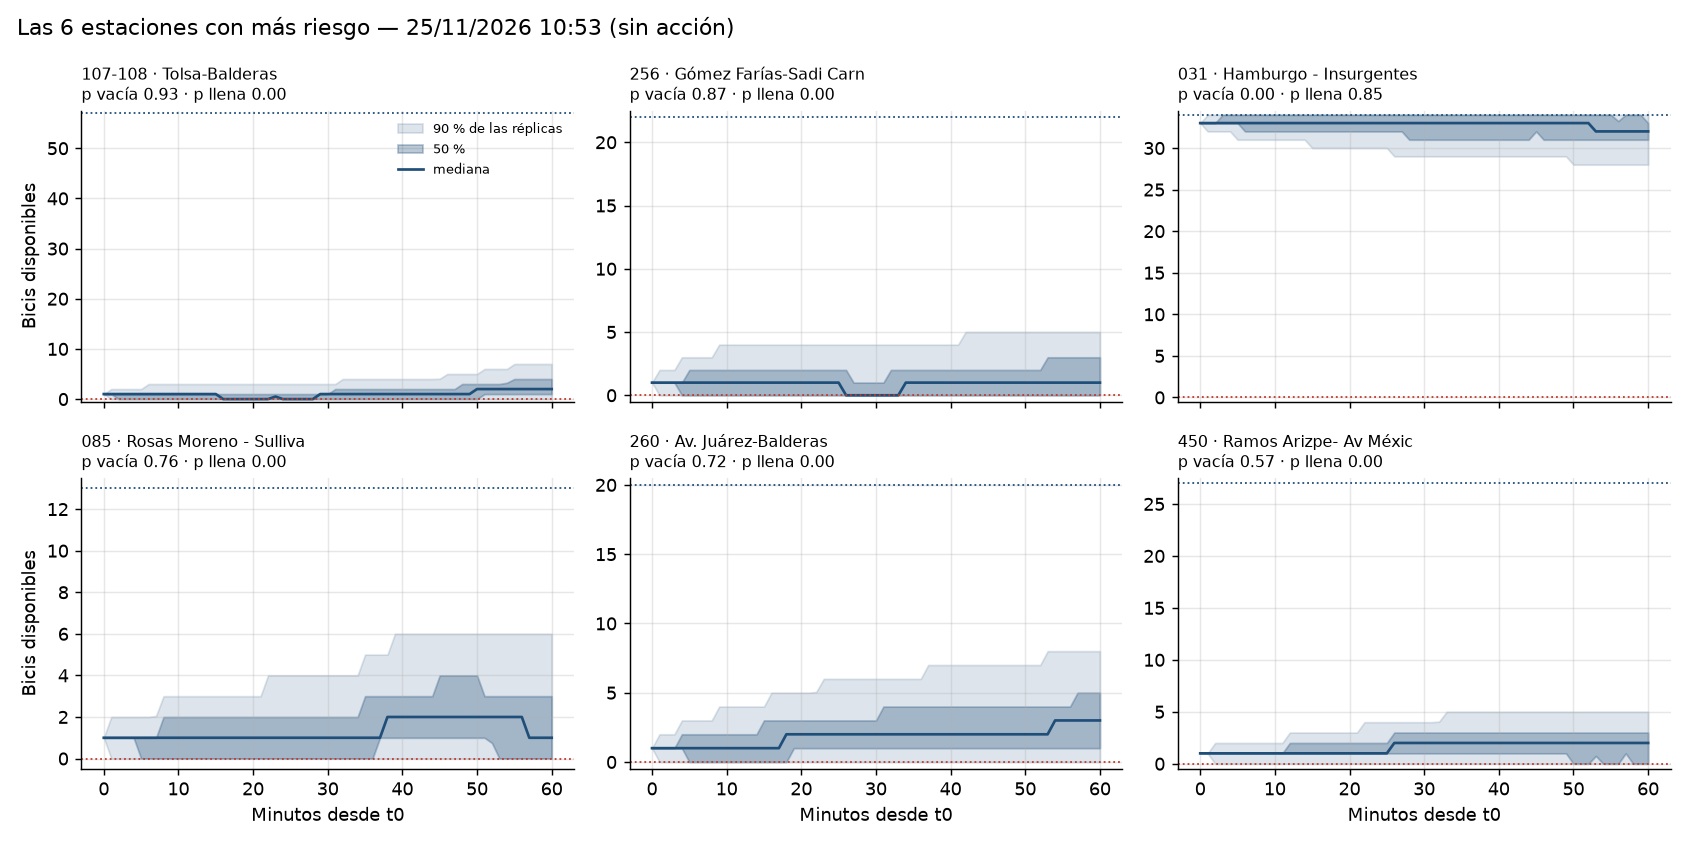 Las 6 estaciones con más riesgo — 25/11/2026 10:53 (sin acción)
107-108 · Tolsa-Balderas
p vacía 0.93 · p llena 0.00
90 % de las réplicas
50 %
mediana
Bicis disponibles
50
40
30
20
10
0
256 · Gómez Farías-Sadi Carn
p vacía 0.87 · p llena 0.00
20
15
10
5
0
031 · Hamburgo - Insurgentes
p vacía 0.00 · p llena 0.85
30
25
20
15
10
5
0
085 · Rosas Moreno - Sulliva
p vacía 0.76 · p llena 0.00
Bicis disponibles
12
10
8
6
4
2
0
0 10 20 30 40 50 60
Minutos desde t0
260 · Av. Juárez-Balderas
p vacía 0.72 · p llena 0.00
20
15
10
5
0
0 10 20 30 40 50 60
Minutos desde t0
450 · Ramos Arizpe- Av Méxic
p vacía 0.57 · p llena 0.00
25
20
15
10
5
0
0 10 20 30 40 50 60
Minutos desde t0